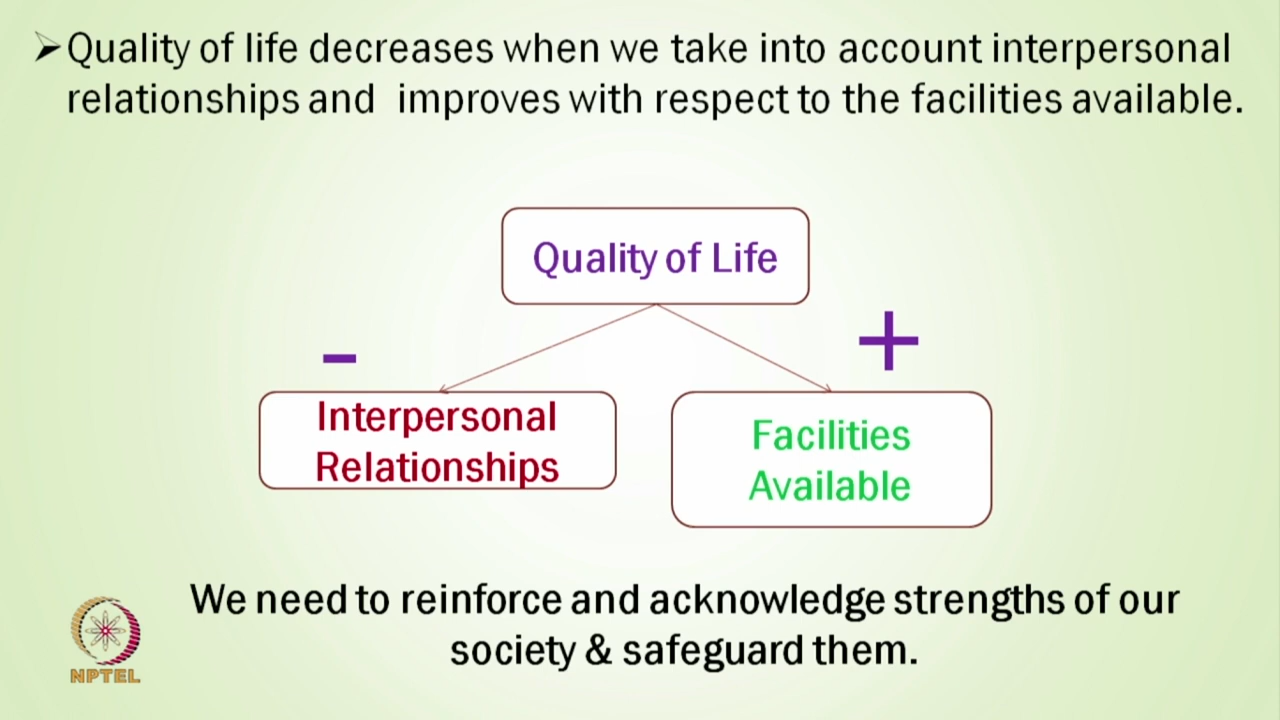 ➢Quality of life decreases when we take into account interpersonal
relationships and improves with respect to the facilities available.
Quality of Life
–
+
Interpersonal
Relationships
Facilities
Available
We need to reinforce and acknowledge strengths of our
society & safeguard them.
NPTEL